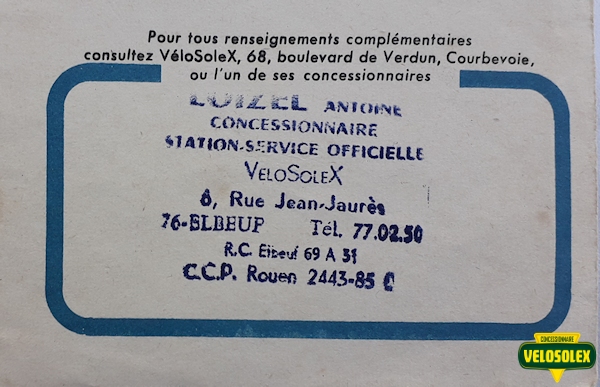 Pour tous renseignements complémentaires
consultez VéloSoleX, 68, boulevard de Verdun, Courbevoie,
ou l'un de ses concessionnaires
LOIZEL ANTOINE
CONCESSIONNAIRE
STATION-SERVICE OFFICIELLE
VELOSOLEX
8, Rue Jean-Jaurès
76-ELBEUF Tél. 77.02.50
R.C. Elbeuf 69 A 31
C.C.P. Rouen 2443-85 C
CONCESSIONNAIRE
VELOSOLEX